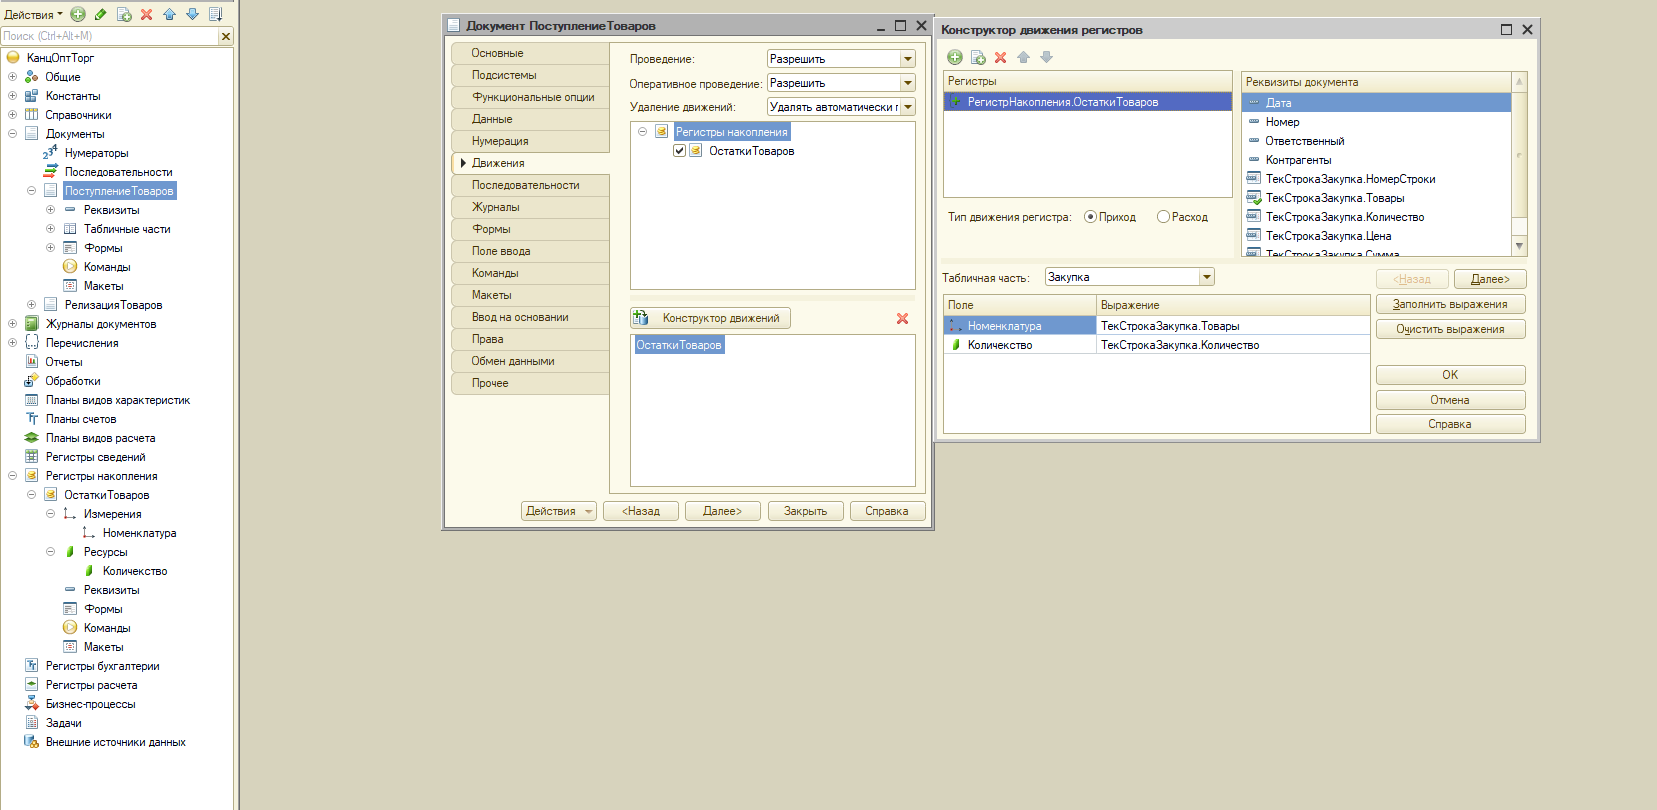 Действия
Поиск (Ctrl+Alt+M)
КанцОптТорг
Общие
Константы
Справочники
Документы
Нумераторы
Последовательности
ПоступлениеТоваров
Реквизиты
Табличные части
Формы
Команды
Макеты
РелизацияТоваров
Журналы документов
Перечисления
Отчеты
Обработки
Планы видов характеристик
Планы счетов
Планы видов расчета
Регистры сведений
Регистры накопления
ОстаткиТоваров
Измерения
Номенклатура
Ресурсы
Количекство
Реквизиты
Формы
Команды
Макеты
Регистры бухгалтерии
Регистры расчета
Бизнес-процессы
Задачи
Внешние источники данных
Документ ПоступлениеТоваров
Основные
Подсистемы
Функциональные опции
Данные
Нумерация
Движения
Последовательности
Журналы
Формы
Поле ввода
Команды
Макеты
Ввод на основании
Права
Обмен данными
Прочее
Проведение: Разрешить
Оперативное проведение: Разрешить
Удаление движений: Удалять автоматически г
Регистры накопления
ОстаткиТоваров
Конструктор движений
ОстаткиТоваров
Действия <Назад Далее> Закрыть Справка
Конструктор движения регистров
Регистры
РегистрНакопления.ОстаткиТоваров
Тип движения регистра: Приход Расход
Реквизиты документа
Дата
Номер
Ответственный
Контрагенты
ТекСтрокаЗакупка.НомерСтроки
ТекСтрокаЗакупка.Товары
ТекСтрокаЗакупка.Количество
ТекСтрокаЗакупка.Цена
ТекСтрокаЗакупка.Сумма
Табличная часть: Закупка
<Назад Далее>
Поле Выражение
Номенклатура ТекСтрокаЗакупка.Товары
Количекство ТекСтрокаЗакупка.Количество
Заполнить выражения
Очистить выражения
ОК
Отмена
Справка